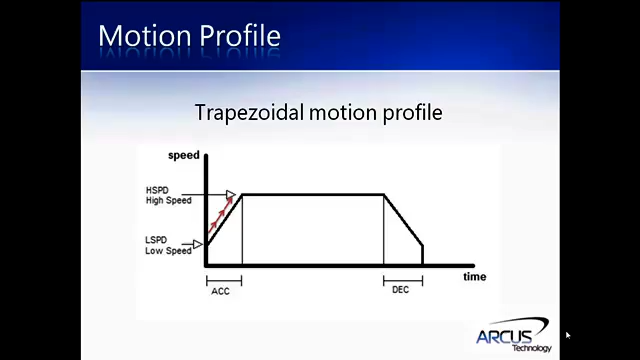 Motion Profile
Trapezoidal motion profile
speed
HSPD
High Speed
LSPD
Low Speed
time
ACC
DEC
ARCUS
Technology